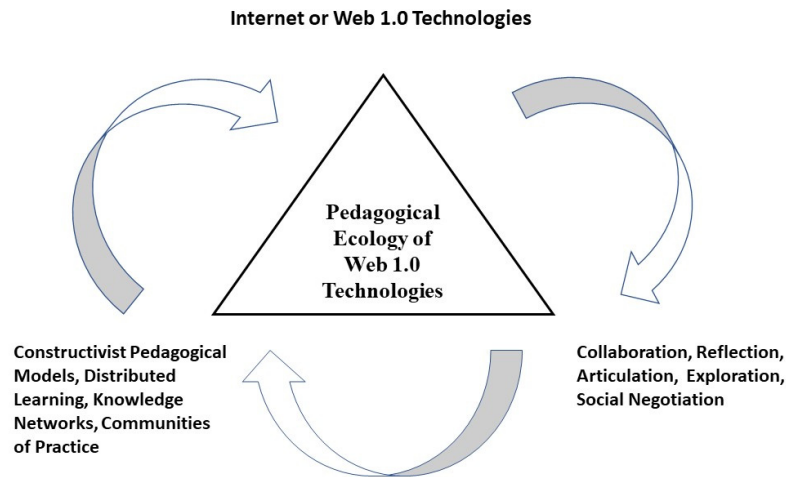 Internet or Web 1.0 Technologies
Pedagogical
Ecology of
Web 1.0
Technologies
Constructivist Pedagogical
Models, Distributed
Learning, Knowledge
Networks, Communities
of Practice
Collaboration, Reflection,
Articulation, Exploration,
Social Negotiation